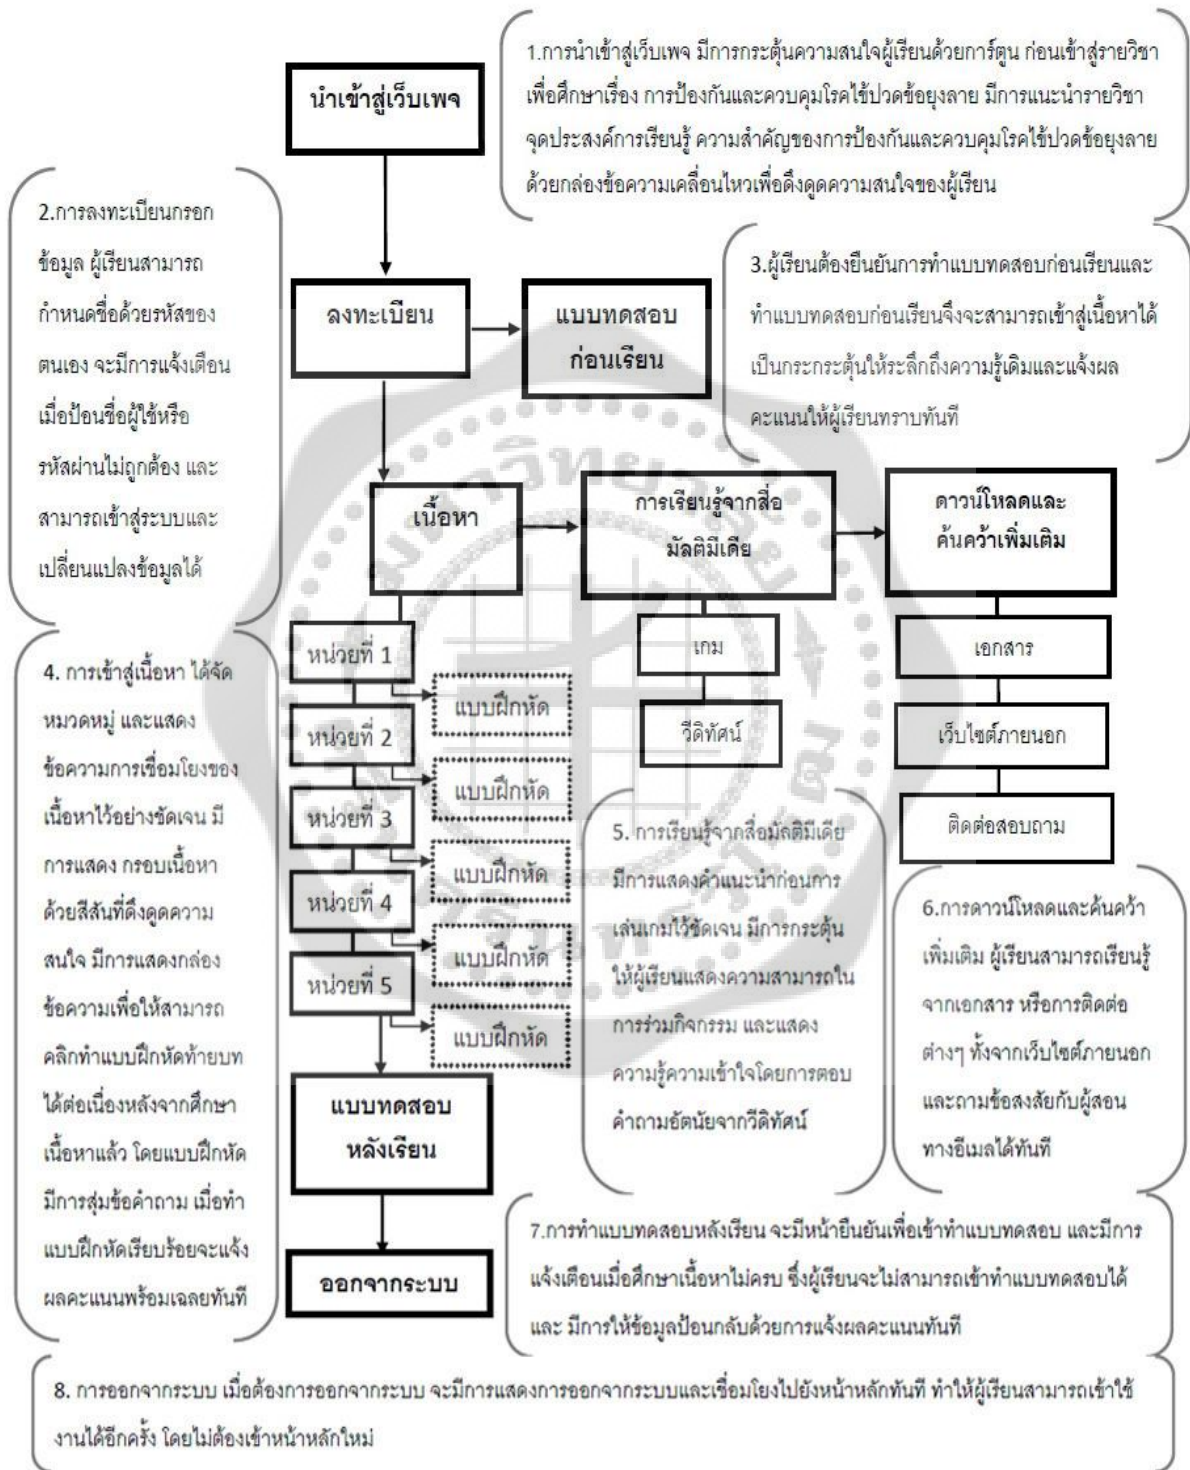 1.การนำเข้าสู่เว็บเพจ มีการกระตุ้นความสนใจผู้เรียนด้วยการ์ตูน ก่อนเข้าสู่รายวิชา
เพื่อศึกษาเรื่อง การป้องกันและควบคุมโรคไข้ปวดข้อยุงลาย มีการแนะนำรายวิชา
จุดประสงค์การเรียนรู้ ความสำคัญของการป้องกันและควบคุมโรคไข้ปวดข้อยุงลาย
ด้วยกล่องข้อความเคลื่อนไหวเพื่อดึงดูดความสนใจของผู้เรียน
นำเข้าสู่เว็บเพจ
2.การลงทะเบียนกรอก
ข้อมูล ผู้เรียนสามารถ
กำหนดชื่อด้วยรหัสของ
ตนเอง จะมีการแจ้งเตือน
เมื่อป้อนชื่อผู้ใช้หรือ
รหัสผ่านไม่ถูกต้อง และ
สามารถเข้าสู่ระบบและ
เปลี่ยนแปลงข้อมูลได้
ลงทะเบียน
แบบทดสอบ
ก่อนเรียน
3.ผู้เรียนต้องยืนยันการทำแบบทดสอบก่อนเรียนและ
ทำแบบทดสอบก่อนเรียนจึงจะสามารถเข้าสู่เนื้อหาได้
เป็นกระกระตุ้นให้ระลึกถึงความรู้เดิมและแจ้งผล
คะแนนให้ผู้เรียนทราบทันที
เนื้อหา
การเรียนรู้จากสื่อ
มัลติมีเดีย
ดาวน์โหลดและ
ค้นคว้าเพิ่มเติม
หน่วยที่ 1
แบบฝึกหัด
หน่วยที่ 2
แบบฝึกหัด
หน่วยที่ 3
แบบฝึกหัด
หน่วยที่ 4
แบบฝึกหัด
หน่วยที่ 5
แบบฝึกหัด
เกม
วีดิทัศน์
เอกสาร
เว็บไซต์ภายนอก
ติดต่อสอบถาม
4. การเข้าสู่เนื้อหา ได้จัด
หมวดหมู่ และแสดง
ข้อความการเชื่อมโยงของ
เนื้อหาไว้อย่างชัดเจน มี
การแสดง กรอบเนื้อหา
ด้วยสีสันที่ดึงดูดความ
สนใจ มีการแสดงกล่อง
ข้อความเพื่อให้สามารถ
คลิกทำแบบฝึกหัดท้ายบท
ได้ต่อเนื่องหลังจากศึกษา
เนื้อหาแล้ว โดยแบบฝึกหัด
มีการสุ่มข้อคำถาม เมื่อทำ
แบบฝึกหัดเรียบร้อยจะแจ้ง
ผลคะแนนพร้อมเฉลยทันที
5. การเรียนรู้จากสื่อมัลติมีเดีย
มีการแสดงคำแนะนำก่อนการ
เล่นเกมไว้ชัดเจน มีการกระตุ้น
ให้ผู้เรียนแสดงความสามารถใน
การร่วมกิจกรรม และแสดง
ความรู้ความเข้าใจโดยการตอบ
คำถามอัตนัยจากวีดิทัศน์
6.การดาวน์โหลดและค้นคว้า
เพิ่มเติม ผู้เรียนสามารถเรียนรู้
จากเอกสาร หรือการติดต่อ
ต่างๆ ทั้งจากเว็บไซต์ภายนอก
และถามข้อสงสัยกับผู้สอน
ทางอีเมลได้ทันที
แบบทดสอบ
หลังเรียน
ออกจากระบบ
7.การทำแบบทดสอบหลังเรียน จะมีหน้ายืนยันเพื่อเข้าทำแบบทดสอบ และมีการ
แจ้งเตือนเมื่อศึกษาเนื้อหาไม่ครบ ซึ่งผู้เรียนจะไม่สามารถเข้าทำแบบทดสอบได้
และ มีการให้ข้อมูลป้อนกลับด้วยการแจ้งผลคะแนนทันที
8. การออกจากระบบ เมื่อต้องการออกจากระบบ จะมีการแสดงการออกจากระบบและเชื่อมโยงไปยังหน้าหลักทันที ทำให้ผู้เรียนสามารถเข้าใช้
งานได้อีกครั้ง โดยไม่ต้องเข้าหน้าหลักใหม่
มหาวิทยาลัย
ศรีนครินทรวิโรฒ